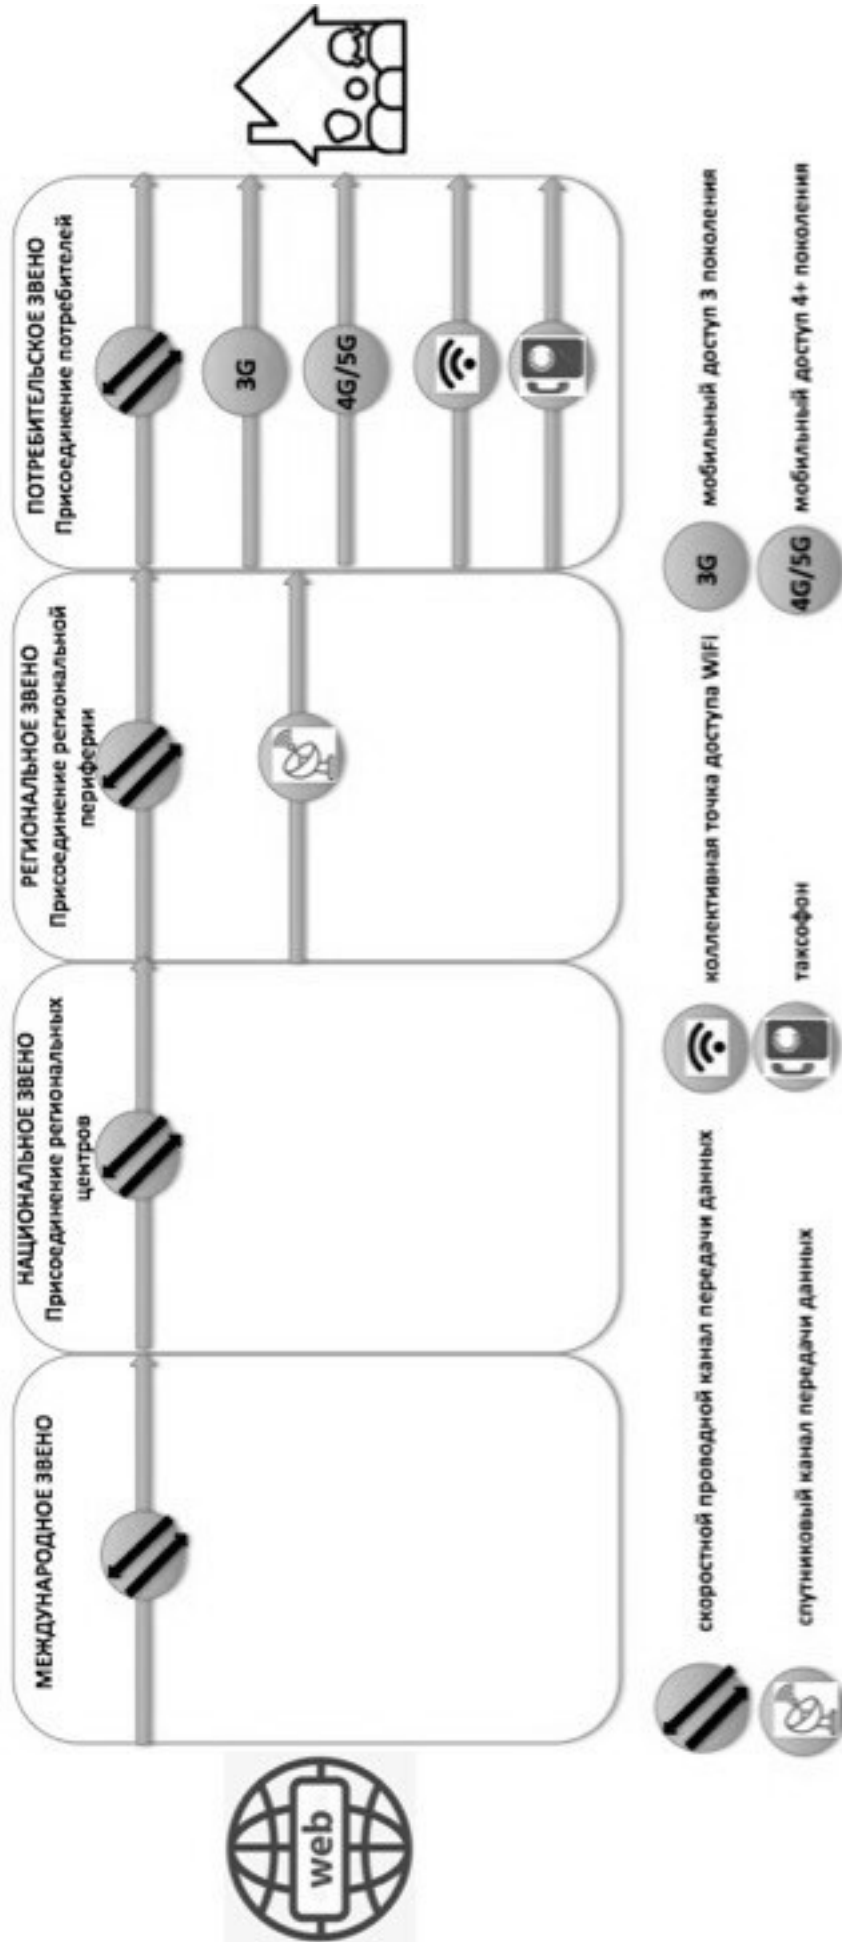 web
МЕЖДУНАРОДНОЕ ЗВЕНО
НАЦИОНАЛЬНОЕ ЗВЕНО
Присоединение региональных
центров
РЕГИОНАЛЬНОЕ ЗВЕНО
Присоединение региональной
периферии
ПОТРЕБИТЕЛЬСКОЕ ЗВЕНО
Присоединение потребителей
3G
4G/5G
скоростной проводной канал передачи данных
коллективная точка доступа WiFi
3G
мобильный доступ 3 поколения
спутниковый канал передачи данных
таксофон
4G/5G
мобильный доступ 4+ поколения